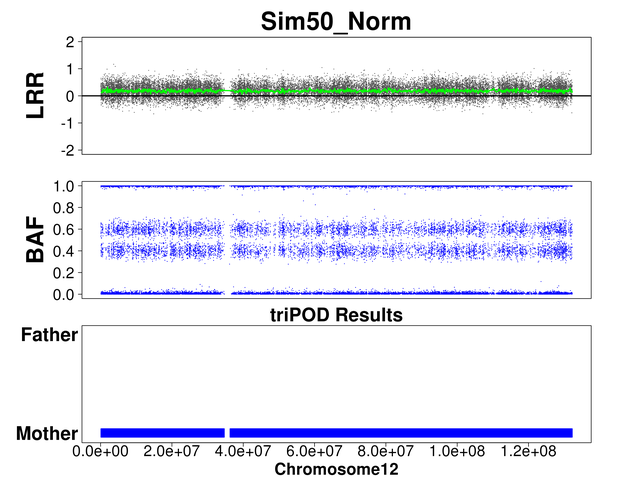 Sim50_Norm
LRR
2
1
0
-1
-2
BAF
1.0
0.8
0.6
0.4
0.2
0.0
triPOD Results
Father
Mother
0.0e+00 2.0e+07 4.0e+07 6.0e+07 8.0e+07 1.0e+08 1.2e+08
Chromosome12